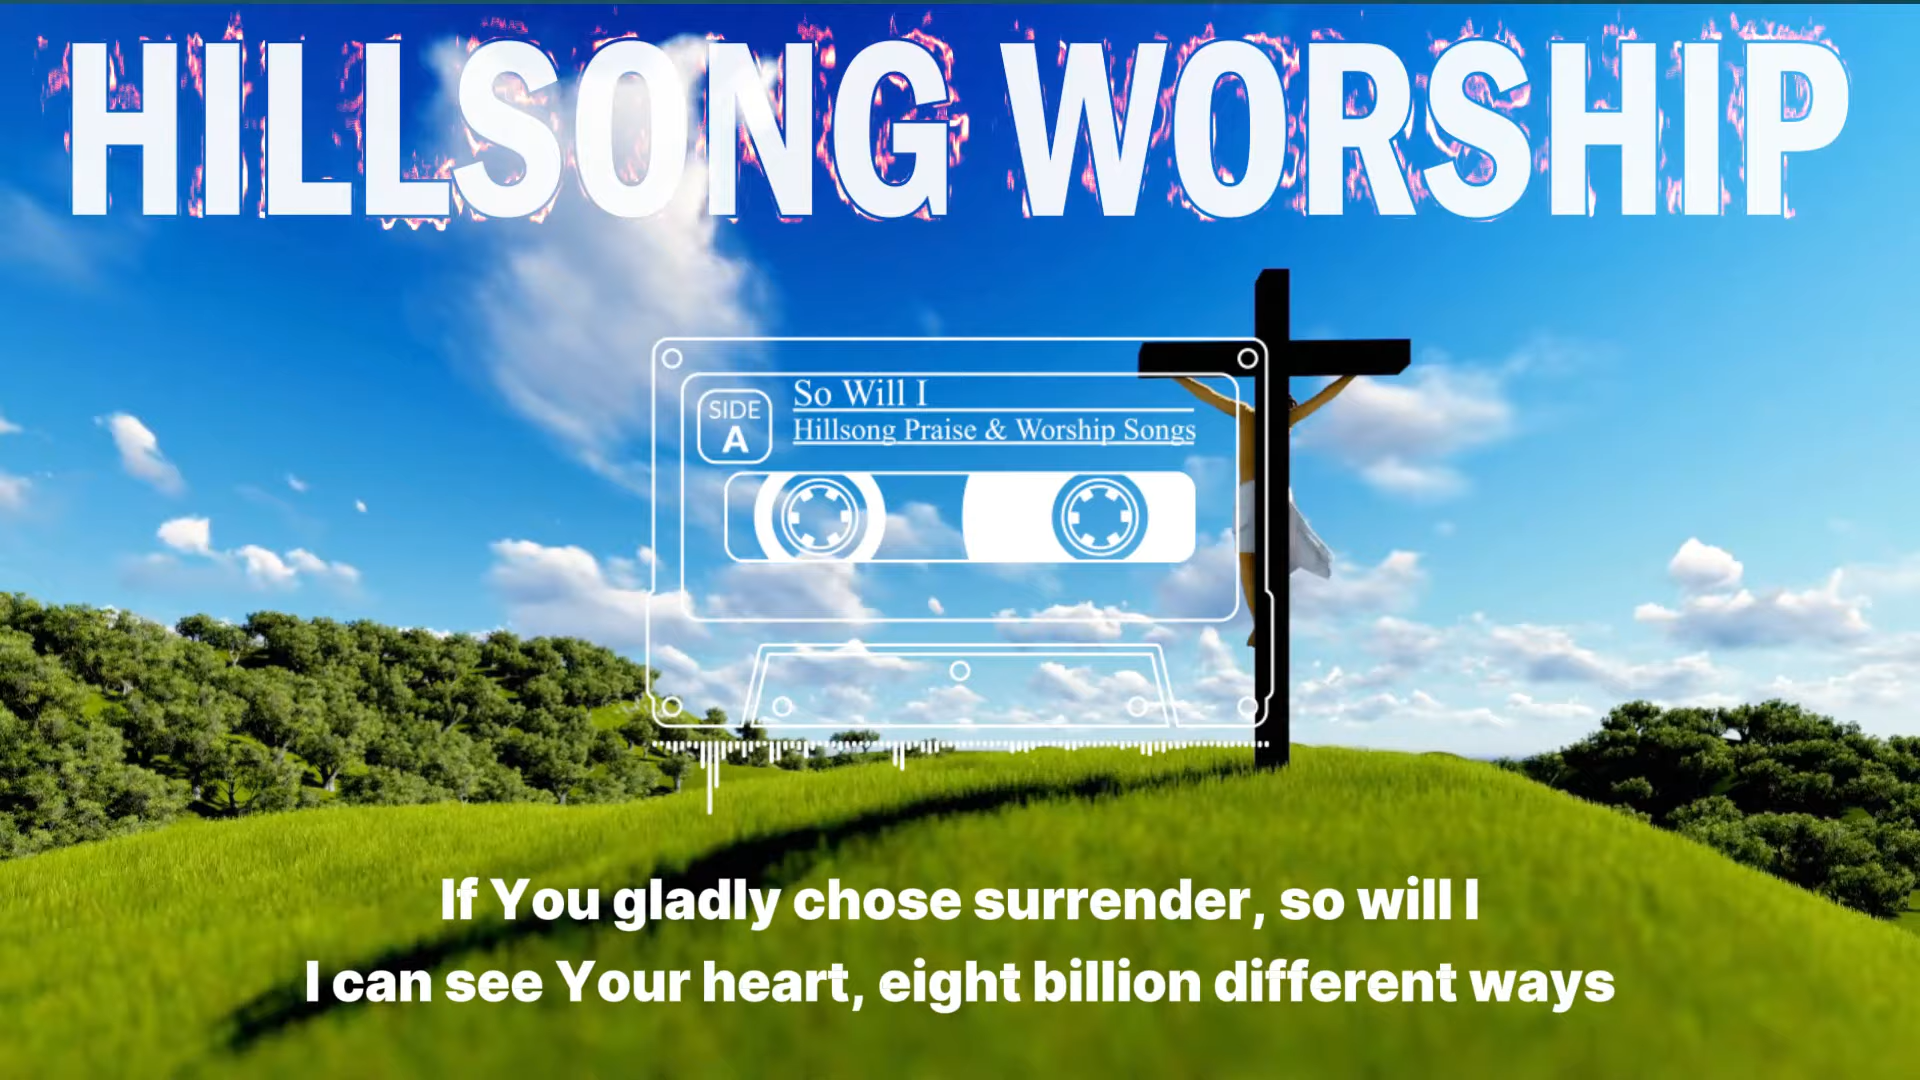 HILLSONG WORSHIP
So Will I
SIDE
A
Hillsong Praise & Worship Songs
If You gladly chose surrender, so will I
I can see Your heart, eight billion different ways